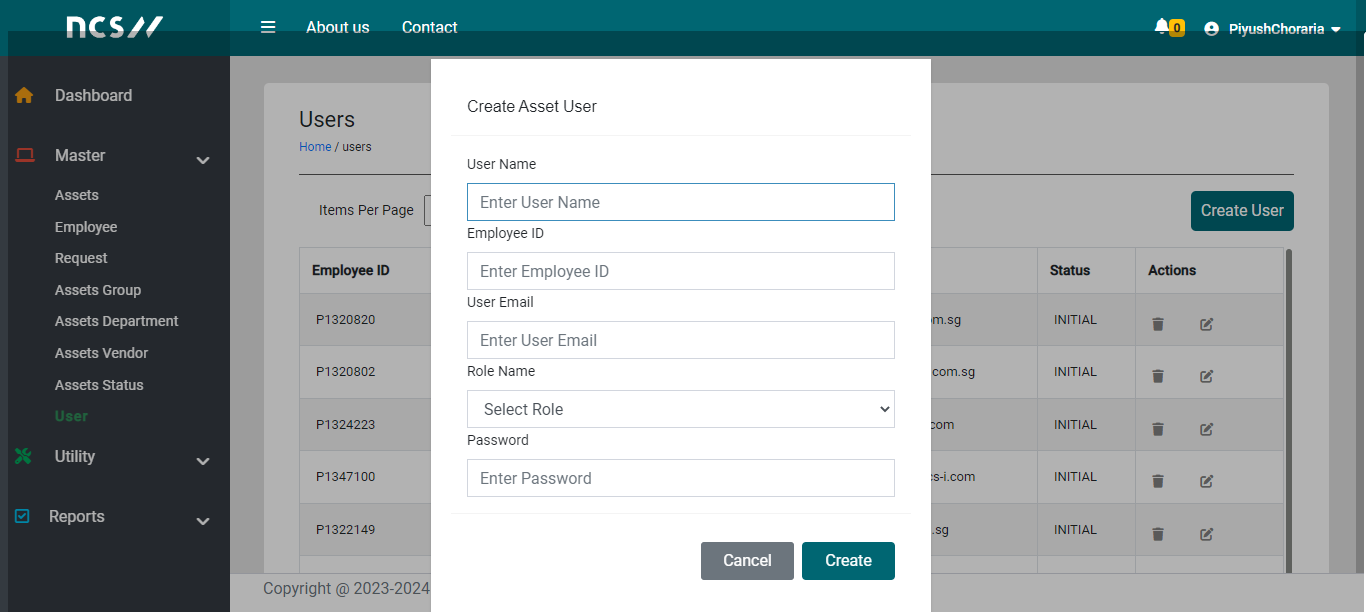 ncs
About us
Contact
0
PiyushChoraria
Dashboard
Master
Assets
Employee
Request
Assets Group
Assets Department
Assets Vendor
Assets Status
User
Utility
Reports
Users
Home / users
Items Per Page
Create User
Employee ID
Status
Actions
P1320820
om.sg
INITIAL
P1320802
.com.sg
INITIAL
P1324223
.com
INITIAL
P1347100
cs-i.com
INITIAL
P1322149
.sg
INITIAL
Create Asset User
User Name
Enter User Name
Employee ID
Enter Employee ID
User Email
Enter User Email
Role Name
Select Role
Password
Enter Password
Cancel
Create
Copyright @ 2023-2024